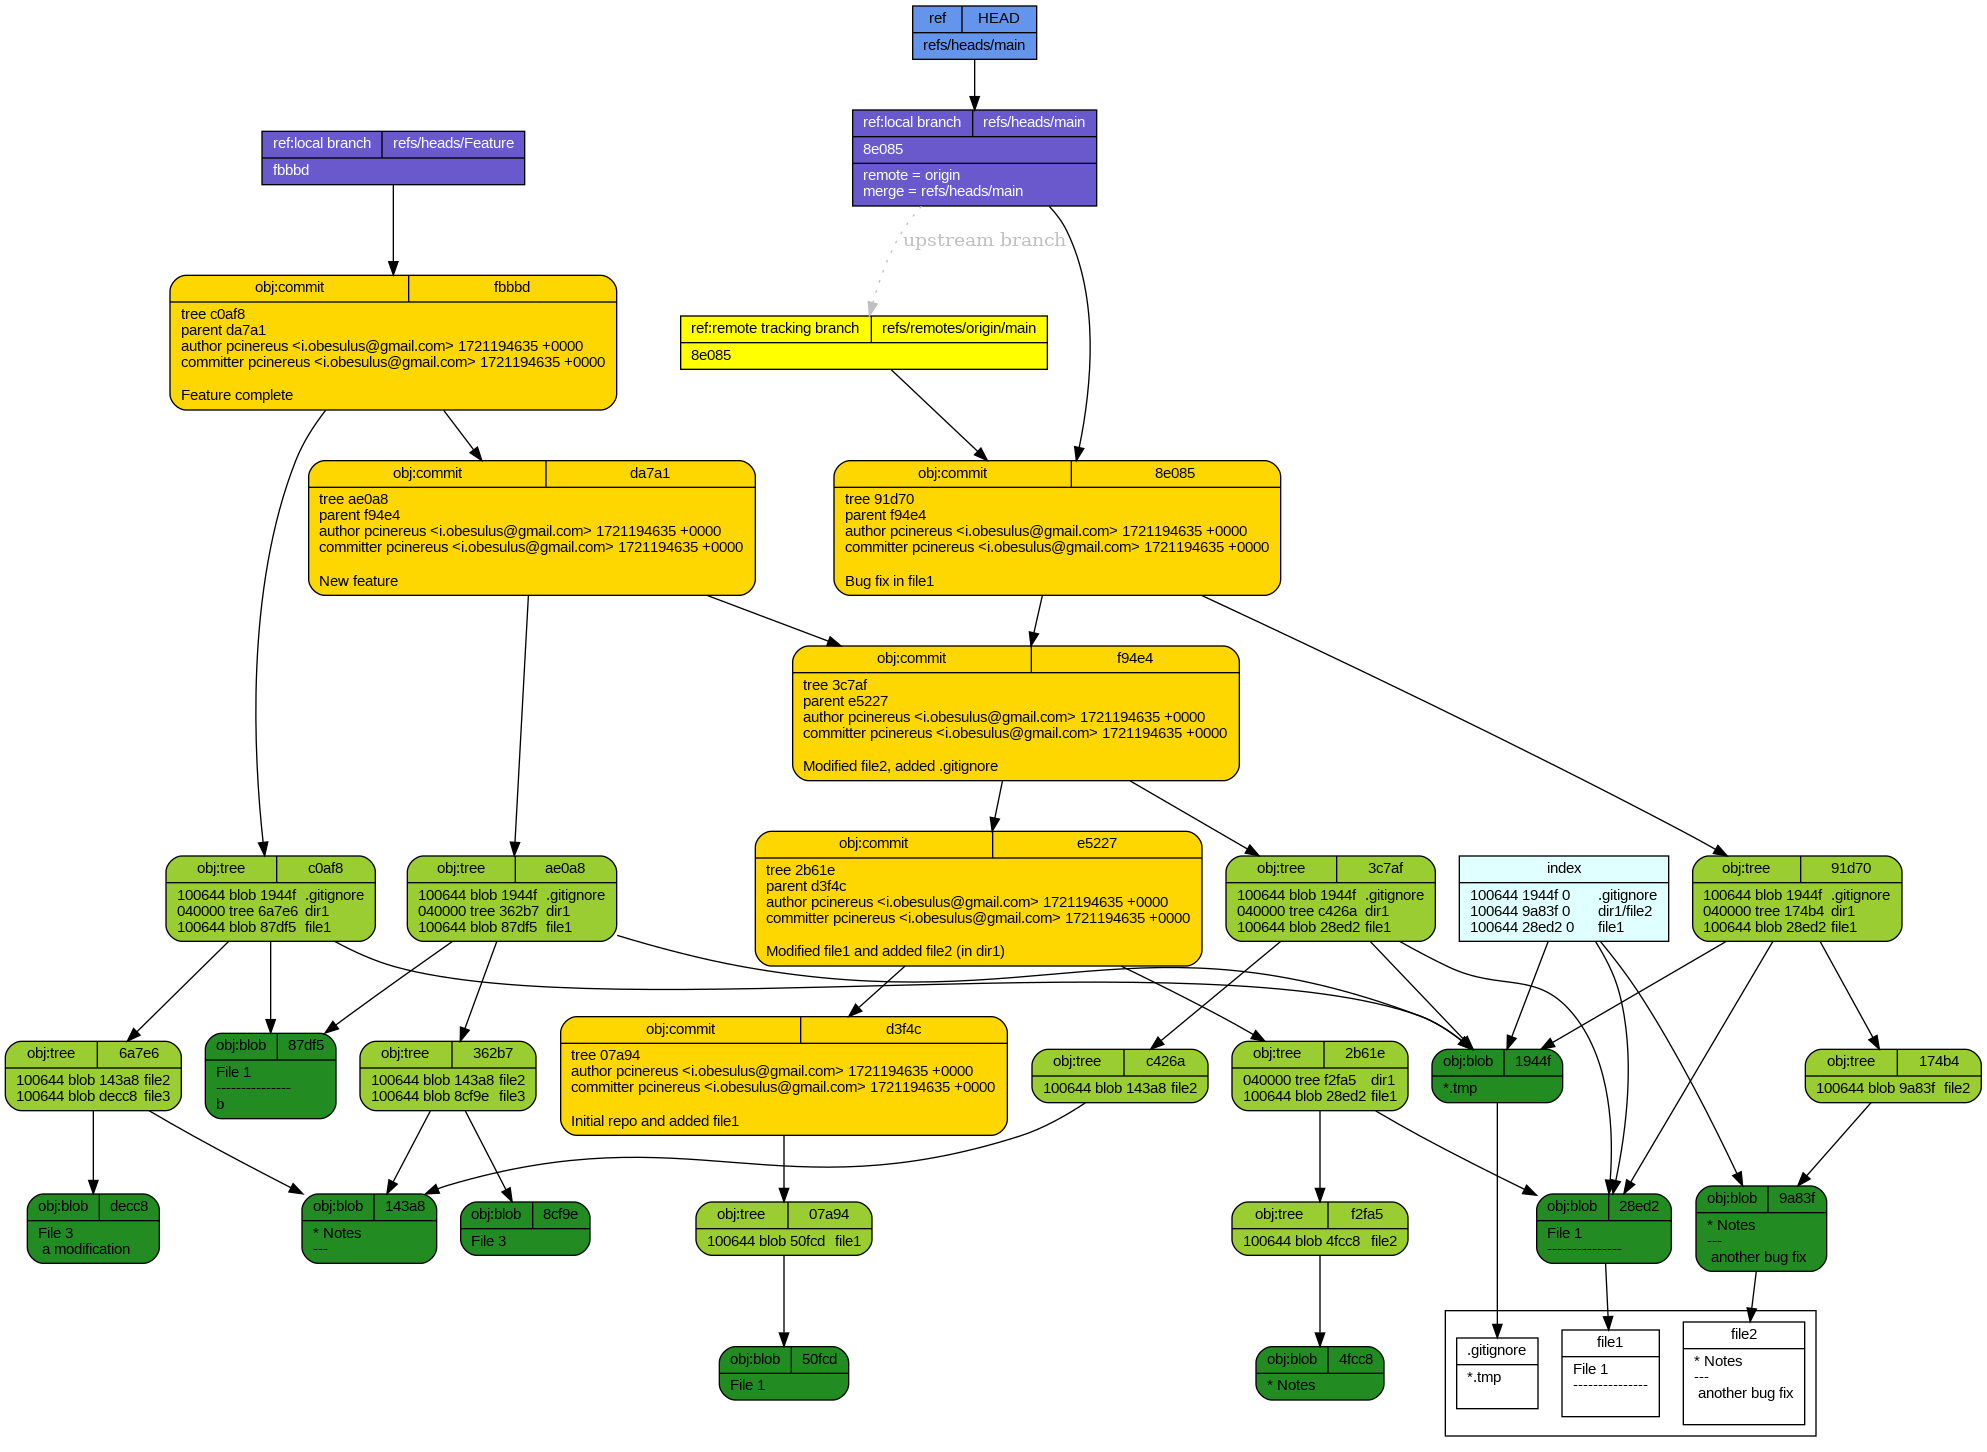 ref HEAD
refs/heads/main
ref:local branch refs/heads/main
8e085
remote = origin
merge = refs/heads/main
ref:local branch refs/heads/Feature
fbbbd
upstream branch
obj:commit fbbbd
tree c0af8
parent da7a1
author pcinereus <i.obesulus@gmail.com> 1721194635 +0000
committer pcinereus <i.obesulus@gmail.com> 1721194635 +0000
Feature complete
ref:remote tracking branch refs/remotes/origin/main
8e085
obj:commit da7a1
tree ae0a8
parent f94e4
author pcinereus <i.obesulus@gmail.com> 1721194635 +0000
committer pcinereus <i.obesulus@gmail.com> 1721194635 +0000
New feature
obj:commit 8e085
tree 91d70
parent f94e4
author pcinereus <i.obesulus@gmail.com> 1721194635 +0000
committer pcinereus <i.obesulus@gmail.com> 1721194635 +0000
Bug fix in file1
obj:commit f94e4
tree 3c7af
parent e5227
author pcinereus <i.obesulus@gmail.com> 1721194635 +0000
committer pcinereus <i.obesulus@gmail.com> 1721194635 +0000
Modified file2, added .gitignore
obj:tree c0af8
100644 blob 1944f .gitignore
040000 tree 6a7e6 dir1
100644 blob 87df5 file1
obj:tree ae0a8
100644 blob 1944f .gitignore
040000 tree 362b7 dir1
100644 blob 87df5 file1
obj:commit e5227
tree 2b61e
parent d3f4c
author pcinereus <i.obesulus@gmail.com> 1721194635 +0000
committer pcinereus <i.obesulus@gmail.com> 1721194635 +0000
Modified file1 and added file2 (in dir1)
obj:tree 3c7af
100644 blob 1944f .gitignore
040000 tree c426a dir1
100644 blob 28ed2 file1
index
100644 1944f 0 .gitignore
100644 9a83f 0 dir1/file2
100644 28ed2 0 file1
obj:tree 91d70
100644 blob 1944f .gitignore
040000 tree 174b4 dir1
100644 blob 28ed2 file1
obj:tree 6a7e6
100644 blob 143a8 file2
100644 blob decc8 file3
obj:blob 87df5
File 1
---------------
b
obj:tree 362b7
100644 blob 143a8 file2
100644 blob 8cf9e file3
obj:commit d3f4c
tree 07a94
author pcinereus <i.obesulus@gmail.com> 1721194635 +0000
committer pcinereus <i.obesulus@gmail.com> 1721194635 +0000
Initial repo and added file1
obj:tree c426a
100644 blob 143a8 file2
obj:tree 2b61e
040000 tree f2fa5 dir1
100644 blob 28ed2 file1
obj:blob 1944f
*.tmp
obj:tree 174b4
100644 blob 9a83f file2
obj:blob decc8
File 3
a modification
obj:blob 143a8
* Notes
---
obj:blob 8cf9e
File 3
obj:tree 07a94
100644 blob 50fcd file1
obj:tree f2fa5
100644 blob 4fcc8 file2
obj:blob 28ed2
File 1
---------------
obj:blob 9a83f
* Notes
---
another bug fix
obj:blob 50fcd
File 1
obj:blob 4fcc8
* Notes
.gitignore
*.tmp
file1
File 1
---------------
file2
* Notes
---
another bug fix